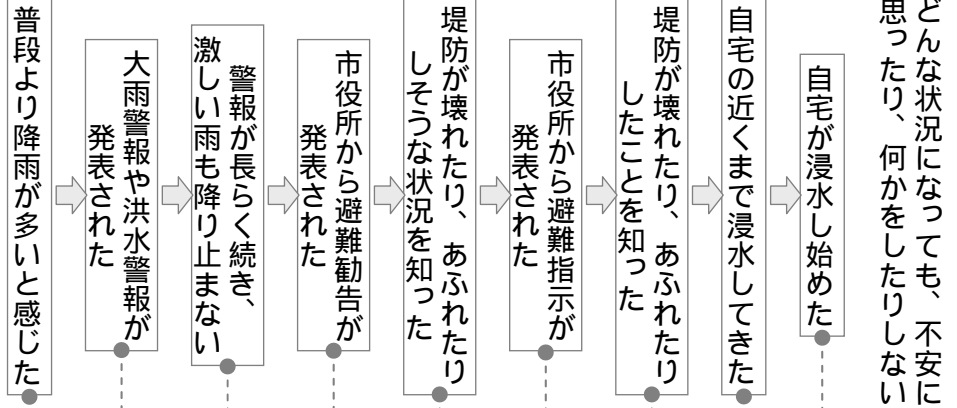 どんな状況になっても、不安に
思ったり、何かをしたりしない
自宅が浸水し始めた
自宅の近くまで浸水してきた
堤防が壊れたり、あふれたり
したことを知った
市役所から避難指示が
発表された
堤防が壊れたり、あふれたり
しそうな状況を知った
市役所から避難勧告が
発表された
警報が長らく続き、
激しい雨も降り止まない
大雨警報や洪水警報が
発表された
普段より降雨が多いと感じた